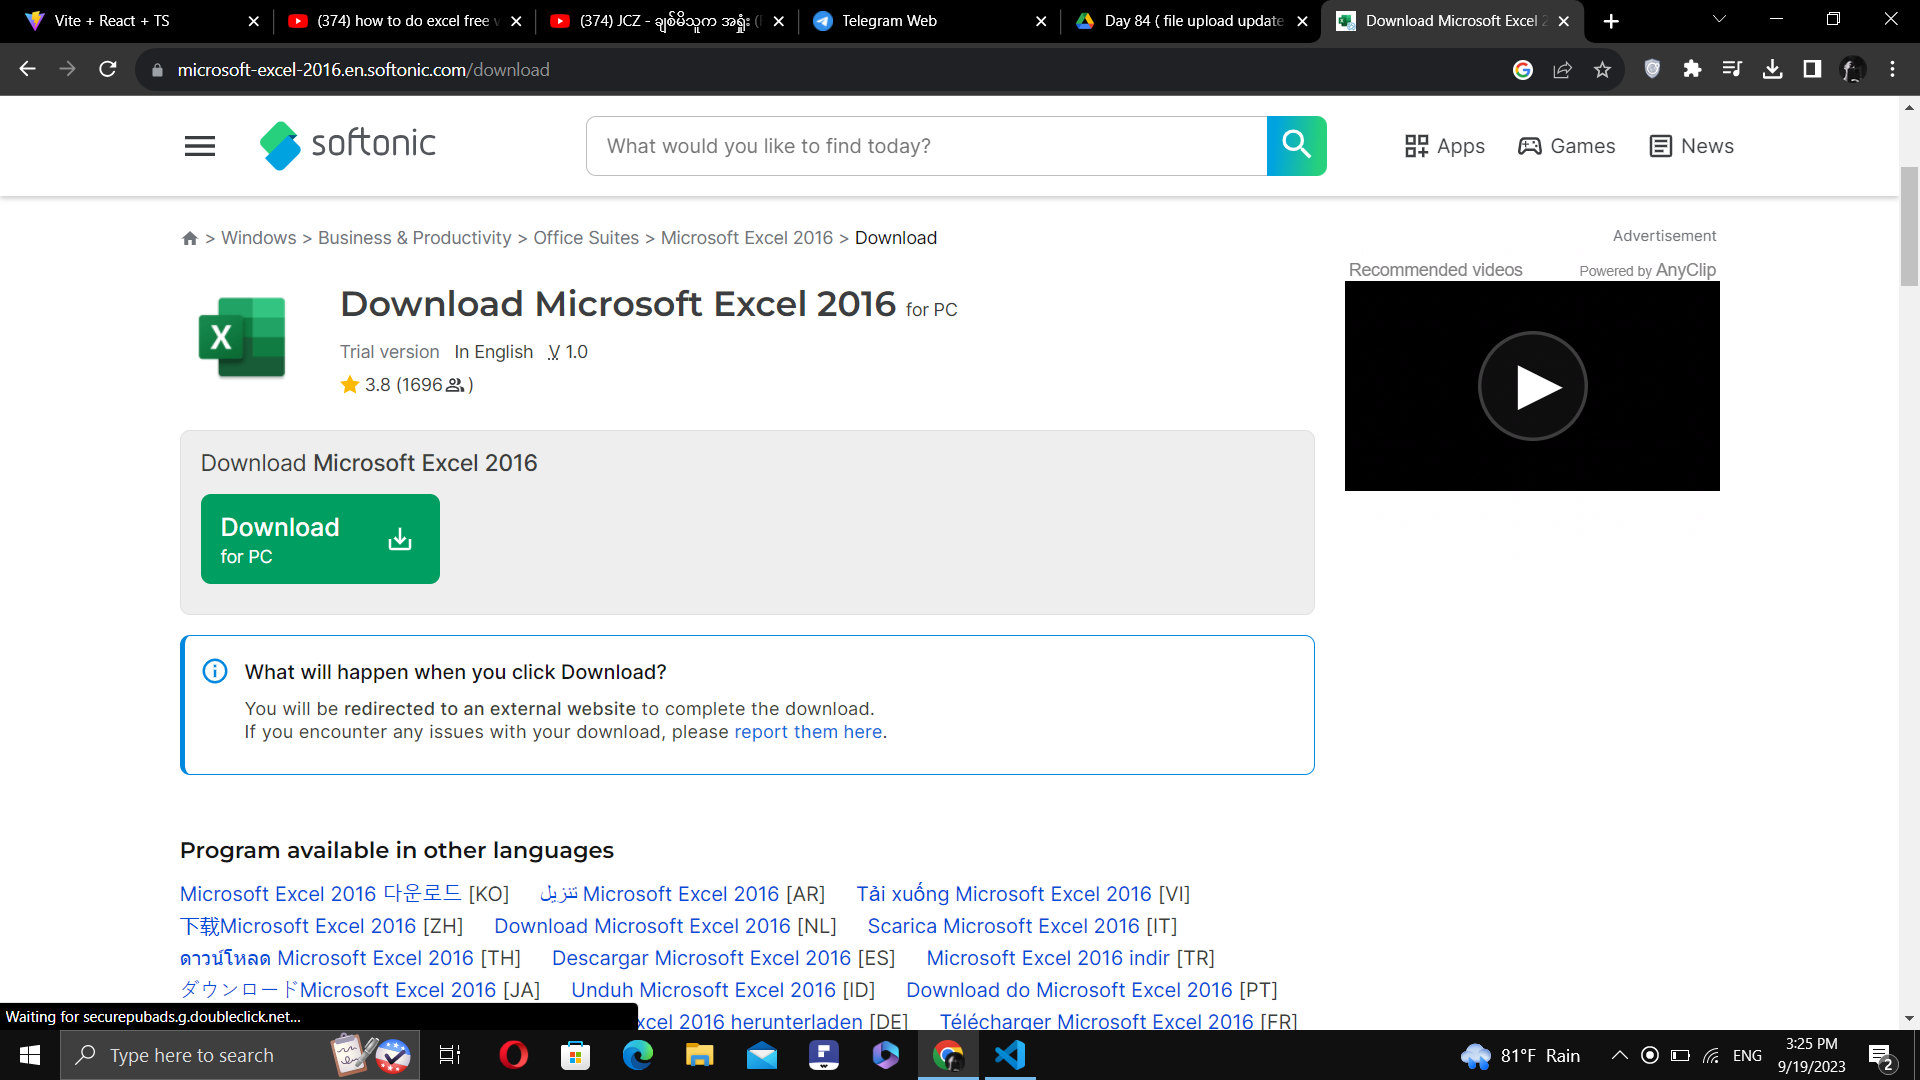 Vite + React + TS
(374) how to do excel free v
(374) JCZ - ချစ်မိသူက အရှုံး (
Telegram Web
Day 84 ( file upload update
Download Microsoft Excel 2
microsoft-excel-2016.en.softonic.com/download
softonic
What would you like to find today?
Apps
Games
News
> Windows > Business & Productivity > Office Suites > Microsoft Excel 2016 > Download
Advertisement
Recommended videos
Powered by AnyClip
Download Microsoft Excel 2016 for PC
Trial version In English V 1.0
3.8 (1696)
Download Microsoft Excel 2016
Download
for PC
What will happen when you click Download?
You will be redirected to an external website to complete the download.
If you encounter any issues with your download, please report them here.
Program available in other languages
Microsoft Excel 2016 다운로드 [KO] تنزيل Microsoft Excel 2016 [AR] Tải xuống Microsoft Excel 2016 [VI]
下载Microsoft Excel 2016 [ZH] Download Microsoft Excel 2016 [NL] Scarica Microsoft Excel 2016 [IT]
ดาวน์โหลด Microsoft Excel 2016 [TH] Descargar Microsoft Excel 2016 [ES] Microsoft Excel 2016 indir [TR]
ダウンロードMicrosoft Excel 2016 [JA] Unduh Microsoft Excel 2016 [ID] Download do Microsoft Excel 2016 [PT]
xcel 2016 herunterladen [DE] Télécharger Microsoft Excel 2016 [FR]
Waiting for securepubads.g.doubleclick.net...
Type here to search
81°F Rain
ENG
3:25 PM
9/19/2023
2